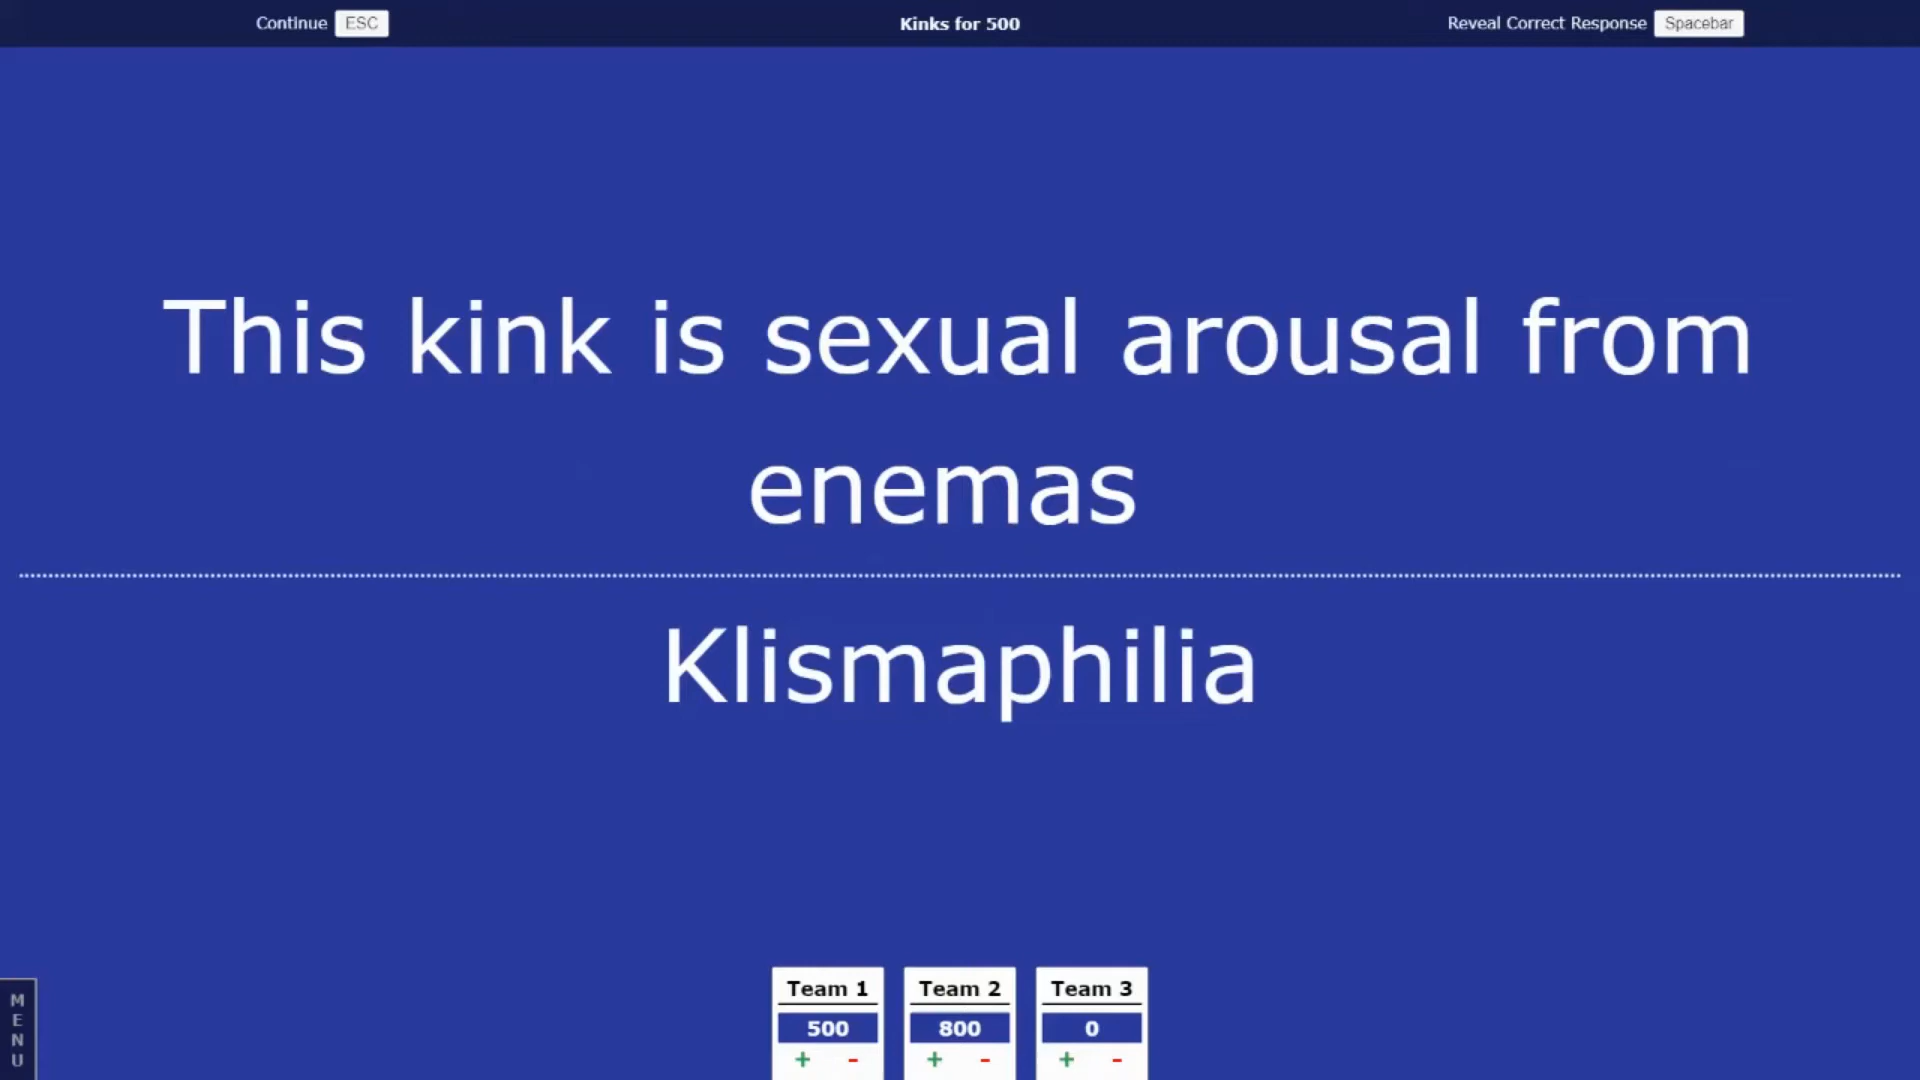 Continue ESC
Kinks for 500
Reveal Correct Response Spacebar
This kink is sexual arousal from
enemas
Klismaphilia
MENU
Team 1
500
+ -
Team 2
800
+ -
Team 3
0
+ -